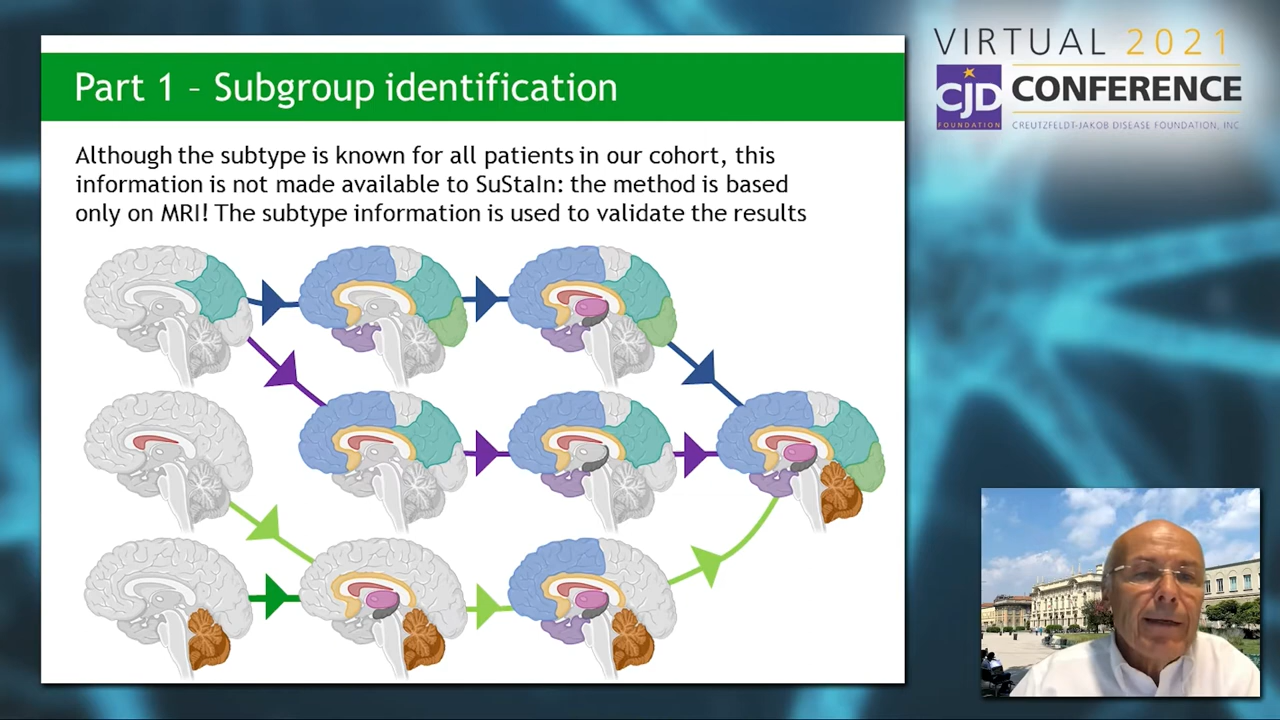 Part 1 – Subgroup identification
Although the subtype is known for all patients in our cohort, this
information is not made available to SuStaIn: the method is based
only on MRI! The subtype information is used to validate the results
VIRTUAL 2021
CJD
FOUNDATION
CONFERENCE
CREUTZFELDT-JAKOB DISEASE FOUNDATION, INC